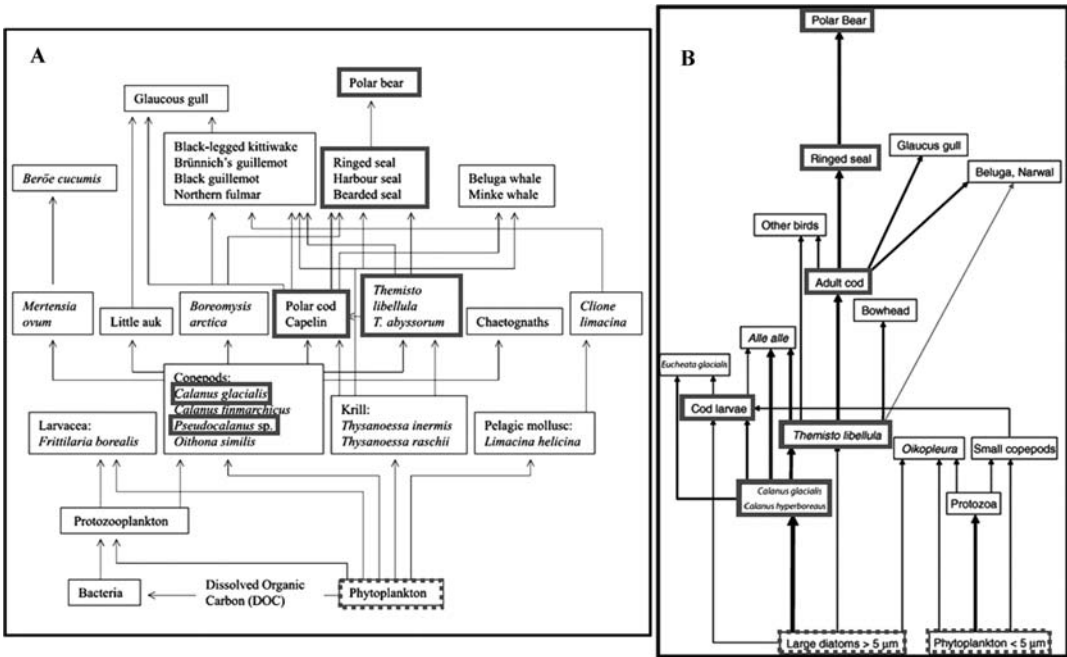 A
Polar bear
Glaucous gull
Black-legged kittiwake
Brünnich's guillemot
Black guillemot
Northern fulmar
Ringed seal
Harbour seal
Bearded seal
Beluga whale
Minke whale
Beröe cucumis
Mertensia
ovum
Little auk
Boreomysis
arctica
Polar cod
Capelin
Themisto
libellula
T. abyssorum
Chaetognaths
Clione
limacina
Copepods:
Calanus glacialis
Calanus finmarchicus
Pseudocalanus sp.
Oithona similis
Larvacea:
Frittilaria borealis
Krill:
Thysanoessa inermis
Thysanoessa raschii
Pelagic mollusc:
Limacina helicina
Protozooplankton
Bacteria
Dissolved Organic
Carbon (DOC)
Phytoplankton
B
Polar Bear
Ringed seal
Glaucus gull
Beluga, Narwal
Other birds
Adult cod
Bowhead
Alle alle
Eucheata glacialis
Cod larvae
Themisto libellula
Oikopleura
Small copepods
Calanus glacialis
Calanus hyperboreaus
Protozoa
Large diatoms > 5 µm
Phytoplankton < 5 µm